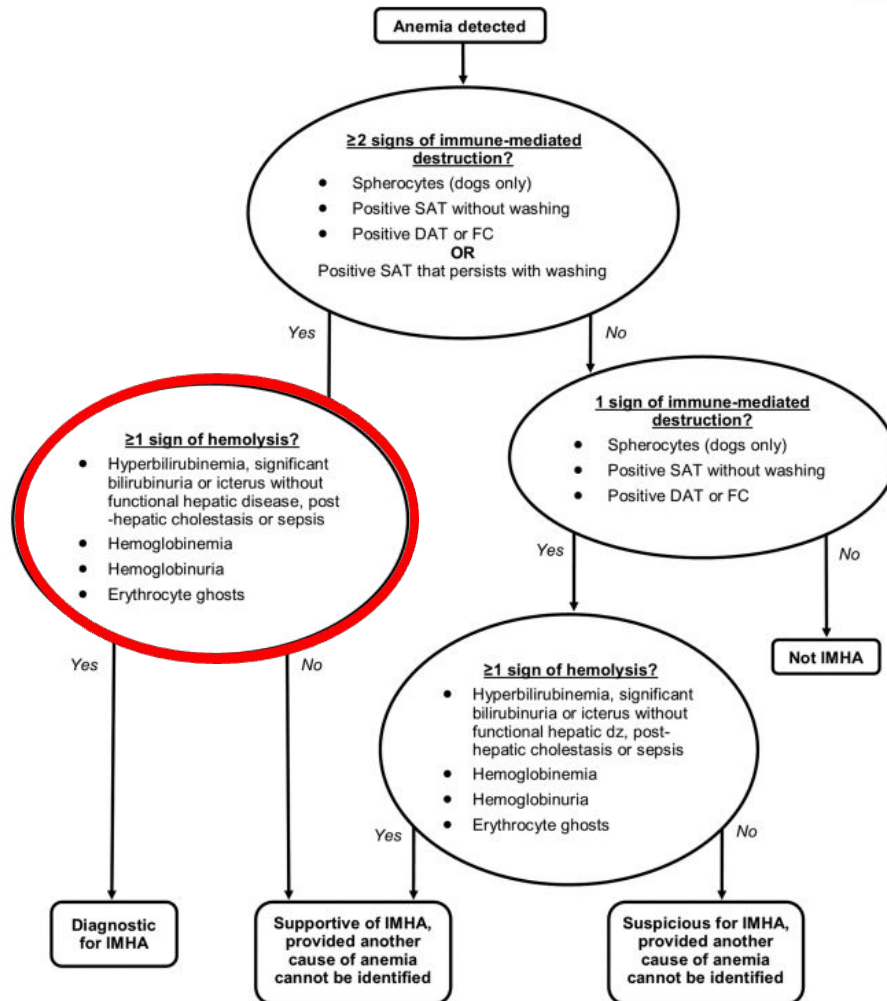 Anemia detected
≥2 signs of immune-mediated
destruction?
● Spherocytes (dogs only)
● Positive SAT without washing
● Positive DAT or FC
OR
Positive SAT that persists with washing
Yes
No
≥1 sign of hemolysis?
● Hyperbilirubinemia, significant
bilirubinuria or icterus without
functional hepatic disease, post
-hepatic cholestasis or sepsis
● Hemoglobinemia
● Hemoglobinuria
● Erythrocyte ghosts
1 sign of immune-mediated
destruction?
● Spherocytes (dogs only)
● Positive SAT without washing
● Positive DAT or FC
Yes
No
Yes
No
Not IMHA
≥1 sign of hemolysis?
● Hyperbilirubinemia, significant
bilirubinuria or icterus without
functional hepatic dz, post-
hepatic cholestasis or sepsis
● Hemoglobinemia
● Hemoglobinuria
● Erythrocyte ghosts
Yes
No
Diagnostic
for IMHA
Supportive of IMHA,
provided another
cause of anemia
cannot be identified
Suspicious for IMHA,
provided another
cause of anemia
cannot be identified